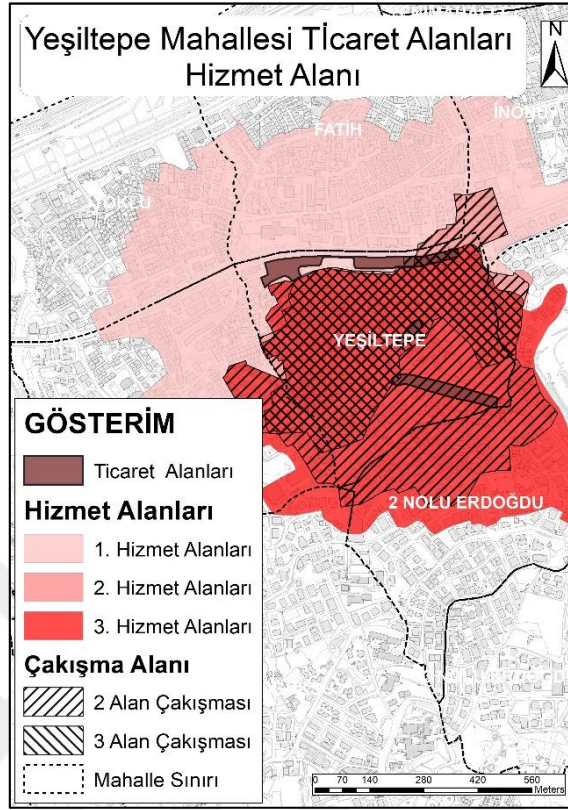 Yeşiltepe Mahallesi Ticaret Alanları
Hizmet Alanı
N
FATİH
YEŞİLTEPE
2 NOLU ERDOĞDU
GÖSTERİM
Ticaret Alanları
Hizmet Alanları
1. Hizmet Alanları
2. Hizmet Alanları
3. Hizmet Alanları
Çakışma Alanı
2 Alan Çakışması
3 Alan Çakışması
Mahalle Sınırı
0 70 140 280 420 560
Meters